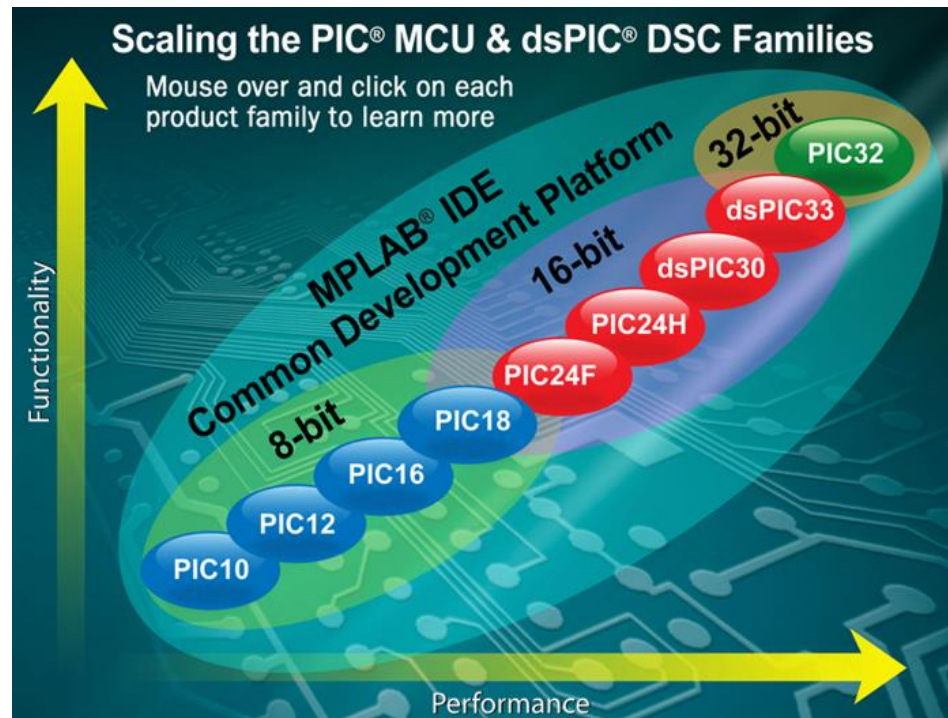 Scaling the PIC® MCU & dsPIC® DSC Families
Mouse over and click on each
product family to learn more
Functionality
MPLAB® IDE
Common Development Platform
32-bit
PIC32
dsPIC33
16-bit
dsPIC30
PIC24H
PIC24F
8-bit
PIC18
PIC16
PIC12
PIC10
Performance